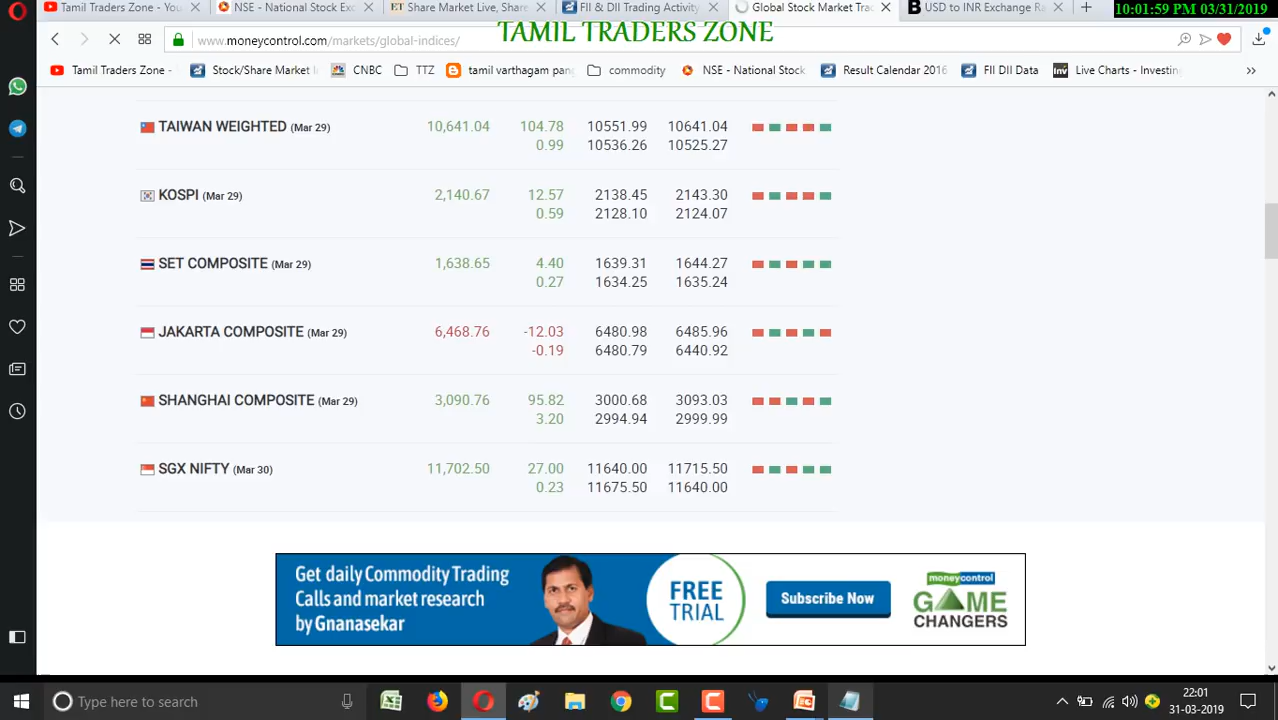 Tamil Traders Zone - You
NSE - National Stock Exc
ET Share Market Live, Share
FII & DII Trading Activity
Global Stock Market Tra
USD to INR Exchange Ra
10:01:59 PM 03/31/2019
TAMIL TRADERS ZONE
www.moneycontrol.com/markets/global-indices/
Tamil Traders Zone -
Stock/Share Market I
CNBC
TTZ
tamil varthagam pan
commodity
NSE - National Stock
Result Calendar 2016
FII DII Data
Inv Live Charts - Investing
TAIWAN WEIGHTED (Mar 29) 10,641.04 104.78 10551.99 10641.04
0.99 10536.26 10525.27
KOSPI (Mar 29) 2,140.67 12.57 2138.45 2143.30
0.59 2128.10 2124.07
SET COMPOSITE (Mar 29) 1,638.65 4.40 1639.31 1644.27
0.27 1634.25 1635.24
JAKARTA COMPOSITE (Mar 29) 6,468.76 -12.03 6480.98 6485.96
-0.19 6480.79 6440.92
SHANGHAI COMPOSITE (Mar 29) 3,090.76 95.82 3000.68 3093.03
3.20 2994.94 2999.99
SGX NIFTY (Mar 30) 11,702.50 27.00 11640.00 11715.50
0.23 11675.50 11640.00
Get daily Commodity Trading
Calls and market research
by Gnanasekar
FREE
TRIAL
Subscribe Now
moneycontrol
GAME
CHANGERS
Type here to search
22:01
31-03-2019